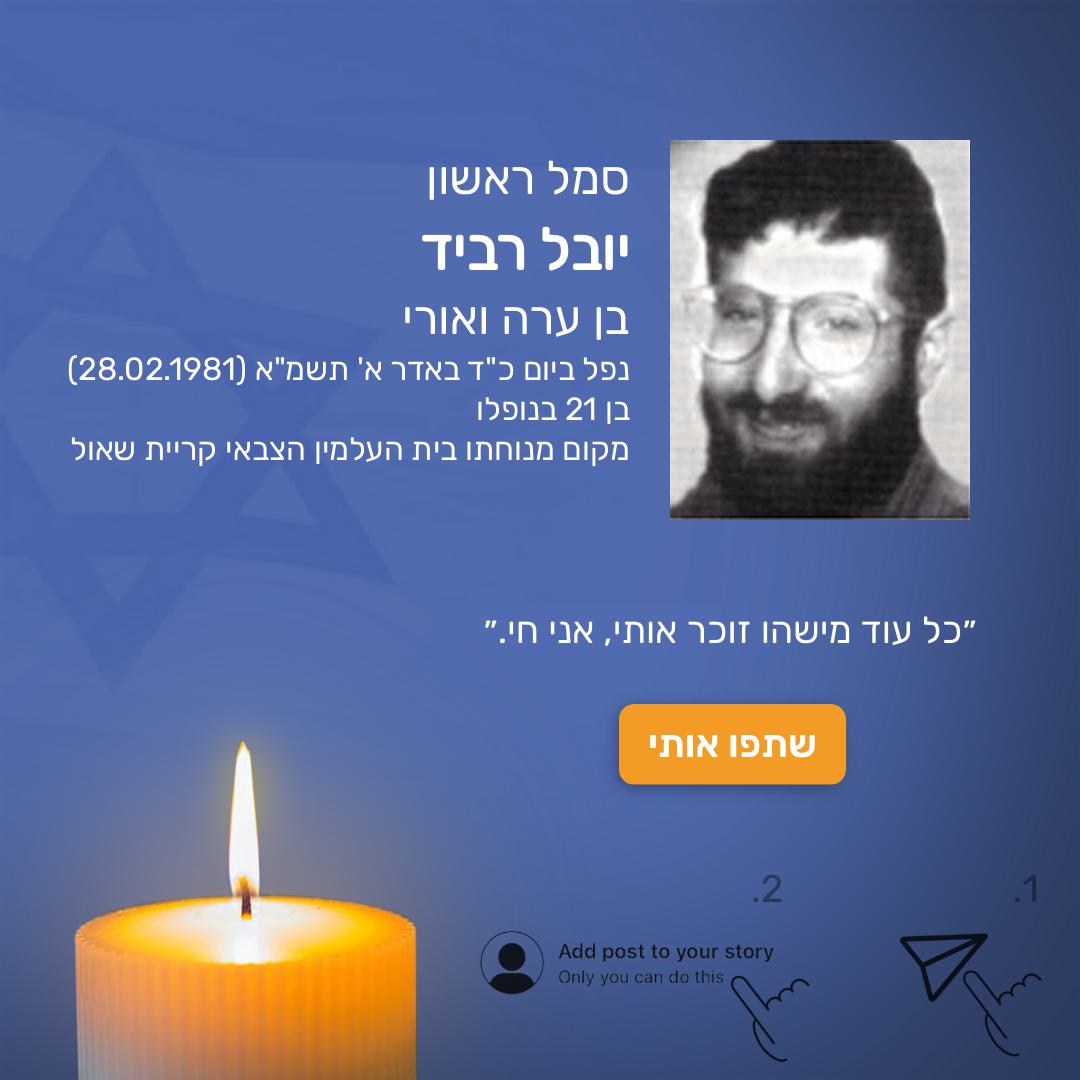 סמל ראשון
יובל רביד
בן ערה ואורי
נפל ביום כ"ד באדר א' תשמ"א (28.02.1981)
בן 21 בנופלו
מקום מנוחתו בית העלמין הצבאי קריית שאול
״כל עוד מישהו זוכר אותי, אני חי.״
שתפו אותי
.1
.2
Add post to your story
Only you can do this